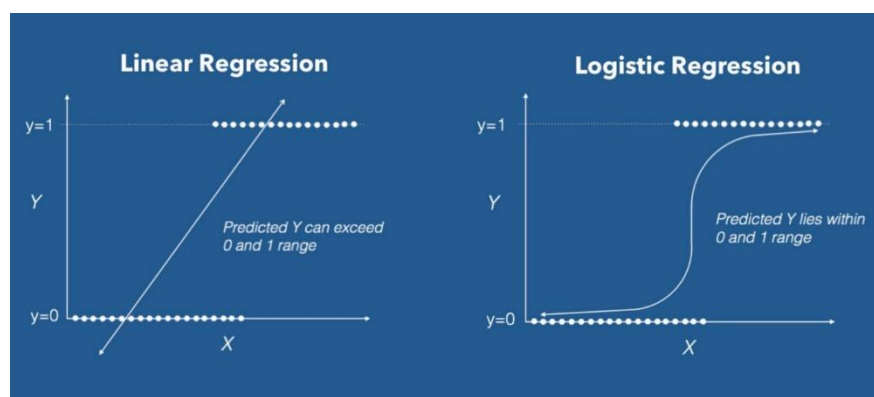 Linear Regression
y=1
Y
Predicted Y can exceed
0 and 1 range
y=0
X
Logistic Regression
y=1
Y
Predicted Y lies within
0 and 1 range
y=0
X